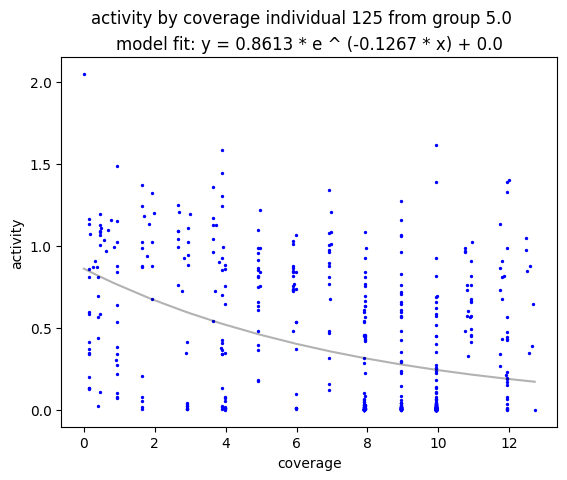 activity by coverage individual 125 from group 5.0
model fit: y = 0.8613 * e ^ (-0.1267 * x) + 0.0
2.0
1.5
1.0
0.5
0.0
activity
0 2 4 6 8 10 12
coverage